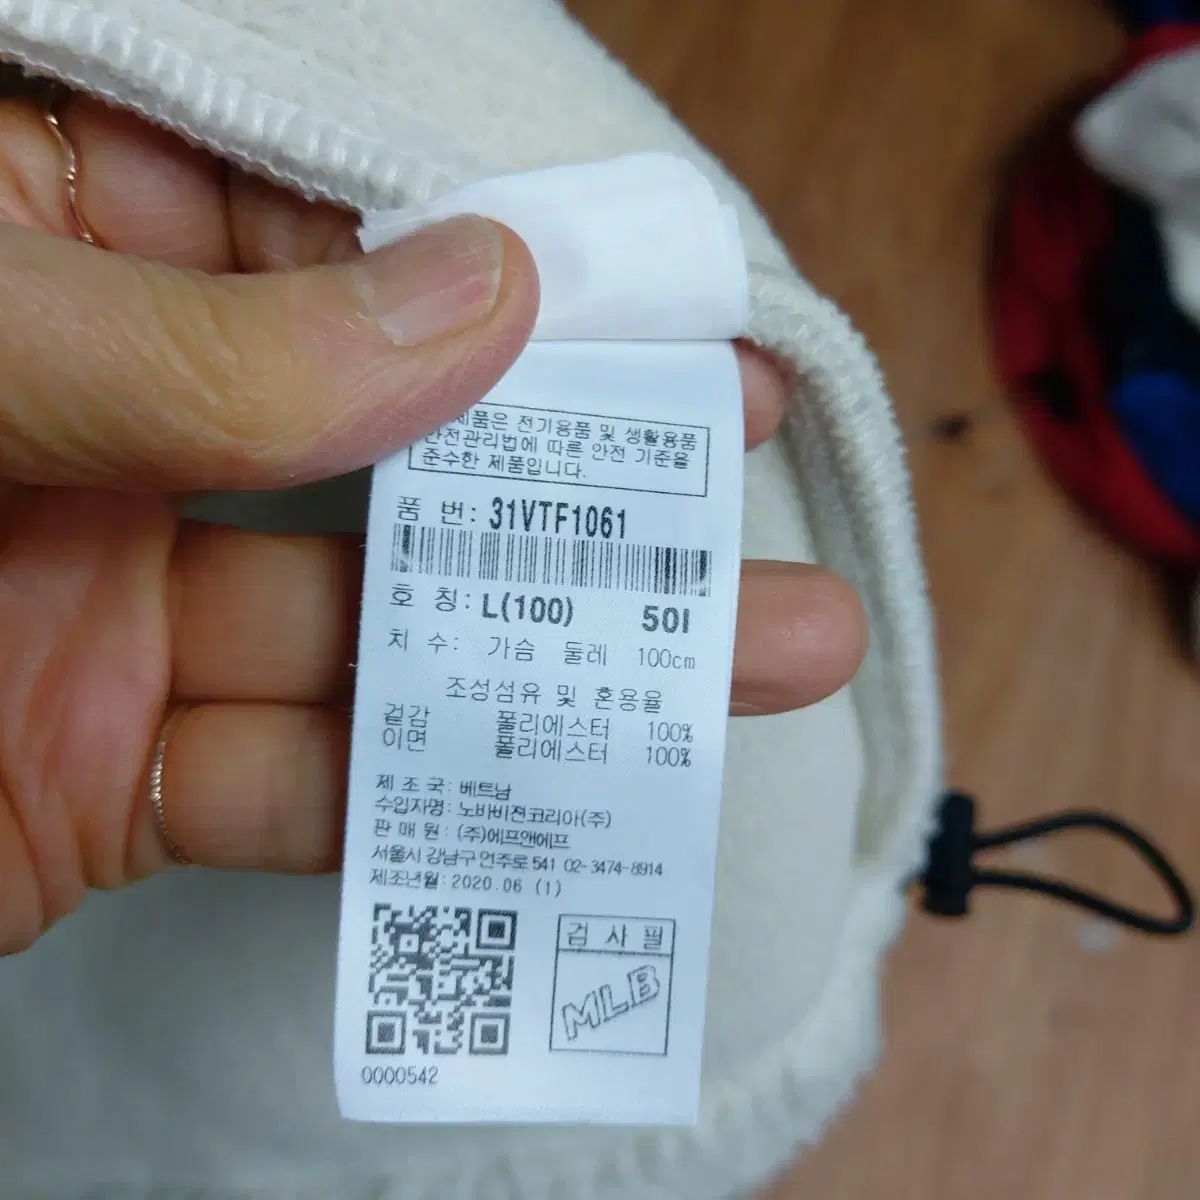 제품은 전기용품 및 생활용품
안전관리법에 따른 안전 기준을
준수한 제품입니다.
품 번: 31VTF1061
호 칭: L(100) 50I
치 수: 가슴 둘레 100cm
조성섬유 및 혼용율
겉감 폴리에스터 100%
이면 폴리에스터 100%
제 조 국: 베트남
수입자명: 노바비젼코리아(주)
판 매 원: (주)에프앤에프
서울시 강남구 언주로 541 02-3474-8914
제조년월: 2020.06 (1)
검 사 필
MLB
0000542